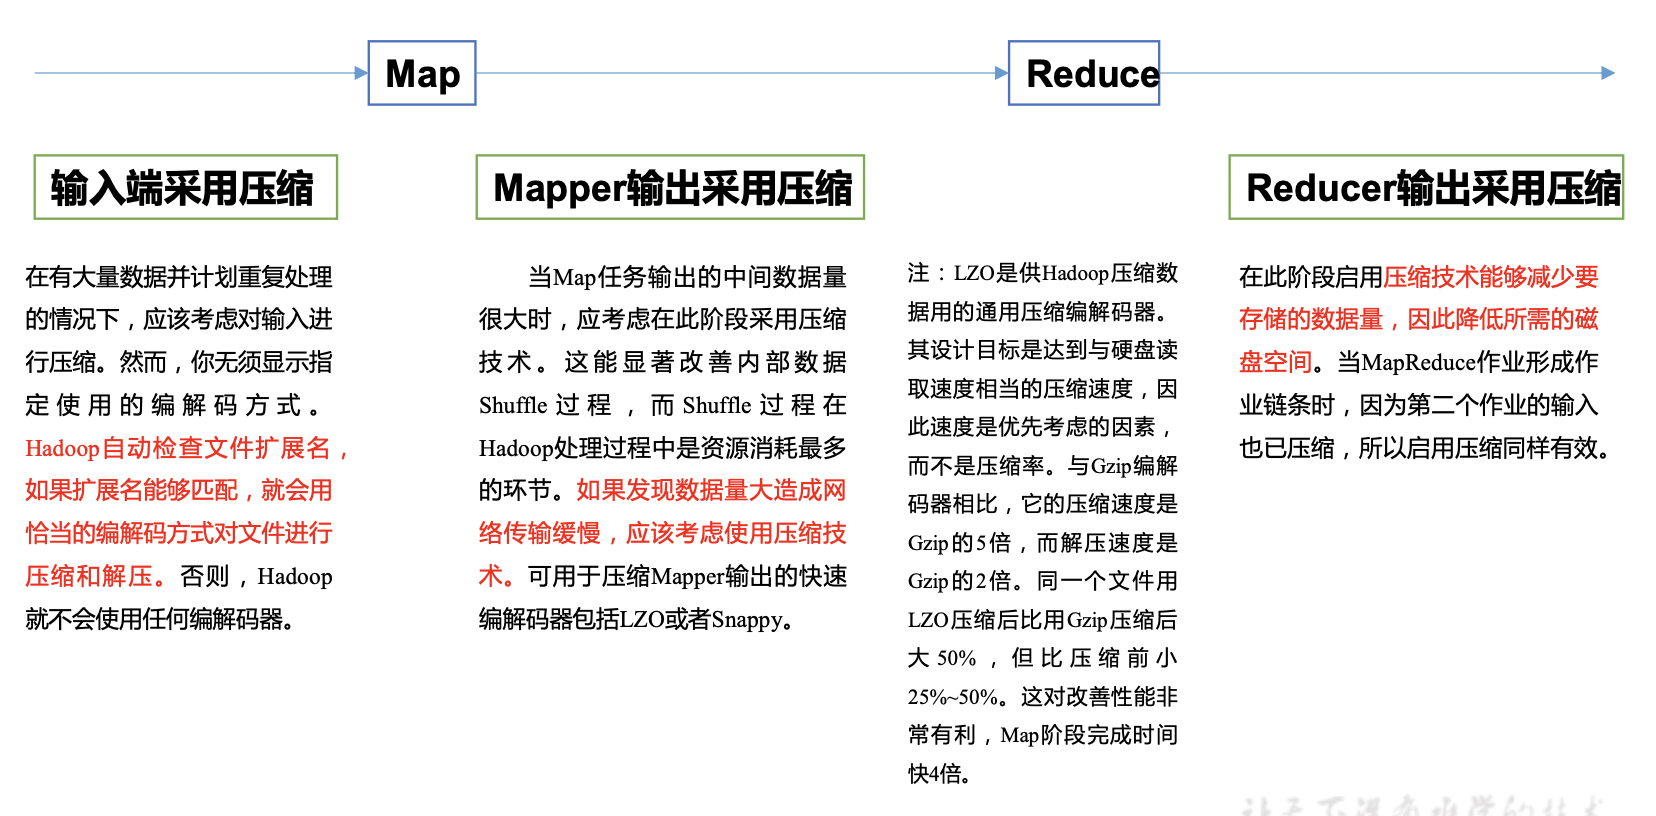 Map
Reduce
输入端采用压缩
在有大量数据并计划重复处理
的情况下，应该考虑对输入进
行压缩。然而，你无须显示指
定使用的编解码方式。
Hadoop自动检查文件扩展名，
如果扩展名能够匹配，就会用
恰当的编解码方式对文件进行
压缩和解压。否则，Hadoop
就不会使用任何编解码器。
Mapper输出采用压缩
当Map任务输出的中间数据量
很大时，应考虑在此阶段采用压缩
技术。这能显著改善内部数据
Shuffle过程，而Shuffle过程在
Hadoop处理过程中是资源消耗最多
的环节。如果发现数据量大造成网
络传输缓慢，应该考虑使用压缩技
术。可用于压缩Mapper输出的快速
编解码器包括LZO或者Snappy。
注：LZO是供Hadoop压缩数
据用的通用压缩编解码器。
其设计目标是达到与硬盘读
取速度相当的压缩速度，因
此速度是优先考虑的因素，
而不是压缩率。与Gzip编解
码器相比，它的压缩速度是
Gzip的5倍，而解压速度是
Gzip的2倍。同一个文件用
LZO压缩后比用Gzip压缩后
大50%，但比压缩前小
25%~50%。这对改善性能非
常有利，Map阶段完成时间
快4倍。
Reducer输出采用压缩
在此阶段启用压缩技术能够减少要
存储的数据量，因此降低所需的磁
盘空间。当MapReduce作业形成作
业链条时，因为第二个作业的输入
也已压缩，所以启用压缩同样有效。